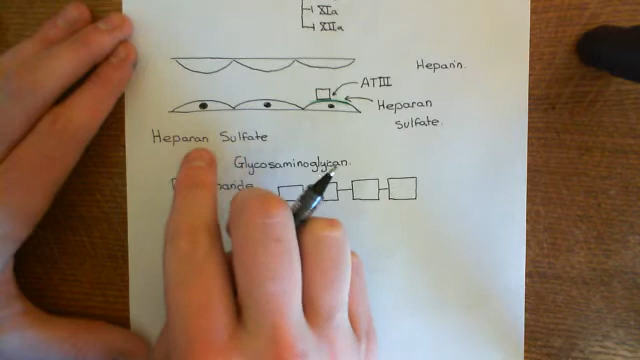 XIa
XIIa
Heparin.
ATIII
Heparan
sulfate.
Heparan Sulfate
Glycosaminoglycan.